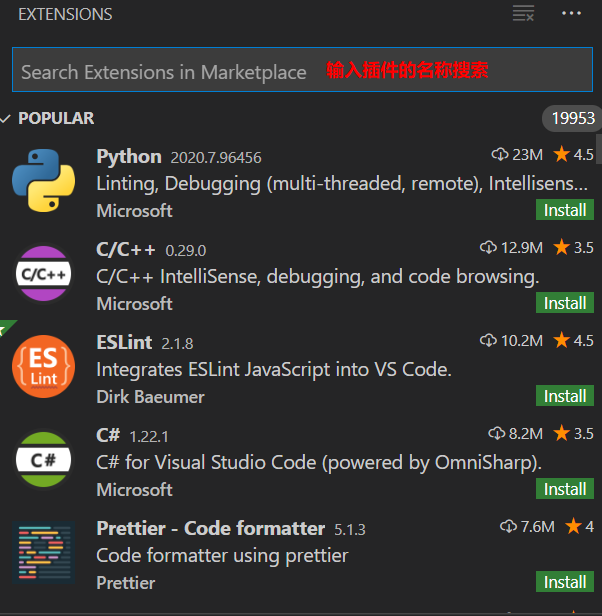 EXTENSIONS
Search Extensions in Marketplace 输入插件的名称搜索
POPULAR 19953
Python 2020.7.96456 23M 4.5
Linting, Debugging (multi-threaded, remote), Intellisens...
Microsoft Install
C/C++
C/C++ 0.29.0 12.9M 3.5
C/C++ IntelliSense, debugging, and code browsing.
Microsoft Install
ES
Lint
ESLint 2.1.8 10.2M 4.5
Integrates ESLint JavaScript into VS Code.
Dirk Baeumer Install
C#
C# 1.22.1 8.2M 3.5
C# for Visual Studio Code (powered by OmniSharp).
Microsoft Install
Prettier - Code formatter 5.1.3 7.6M 4
Code formatter using prettier
Prettier Install